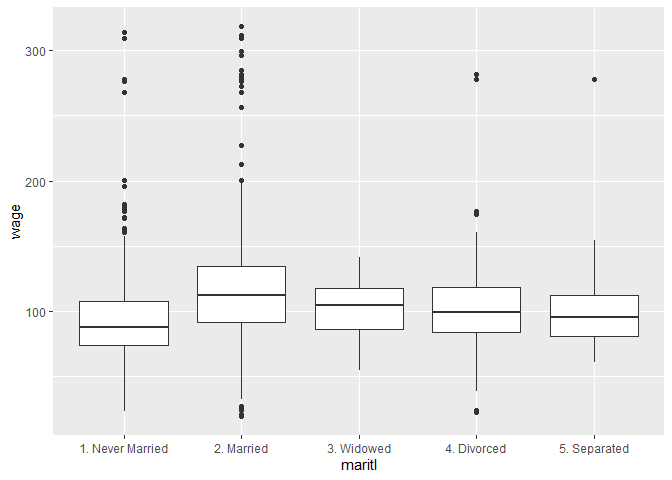 300
200
100
wage
1. Never Married
2. Married
3. Widowed
4. Divorced
5. Separated
maritl